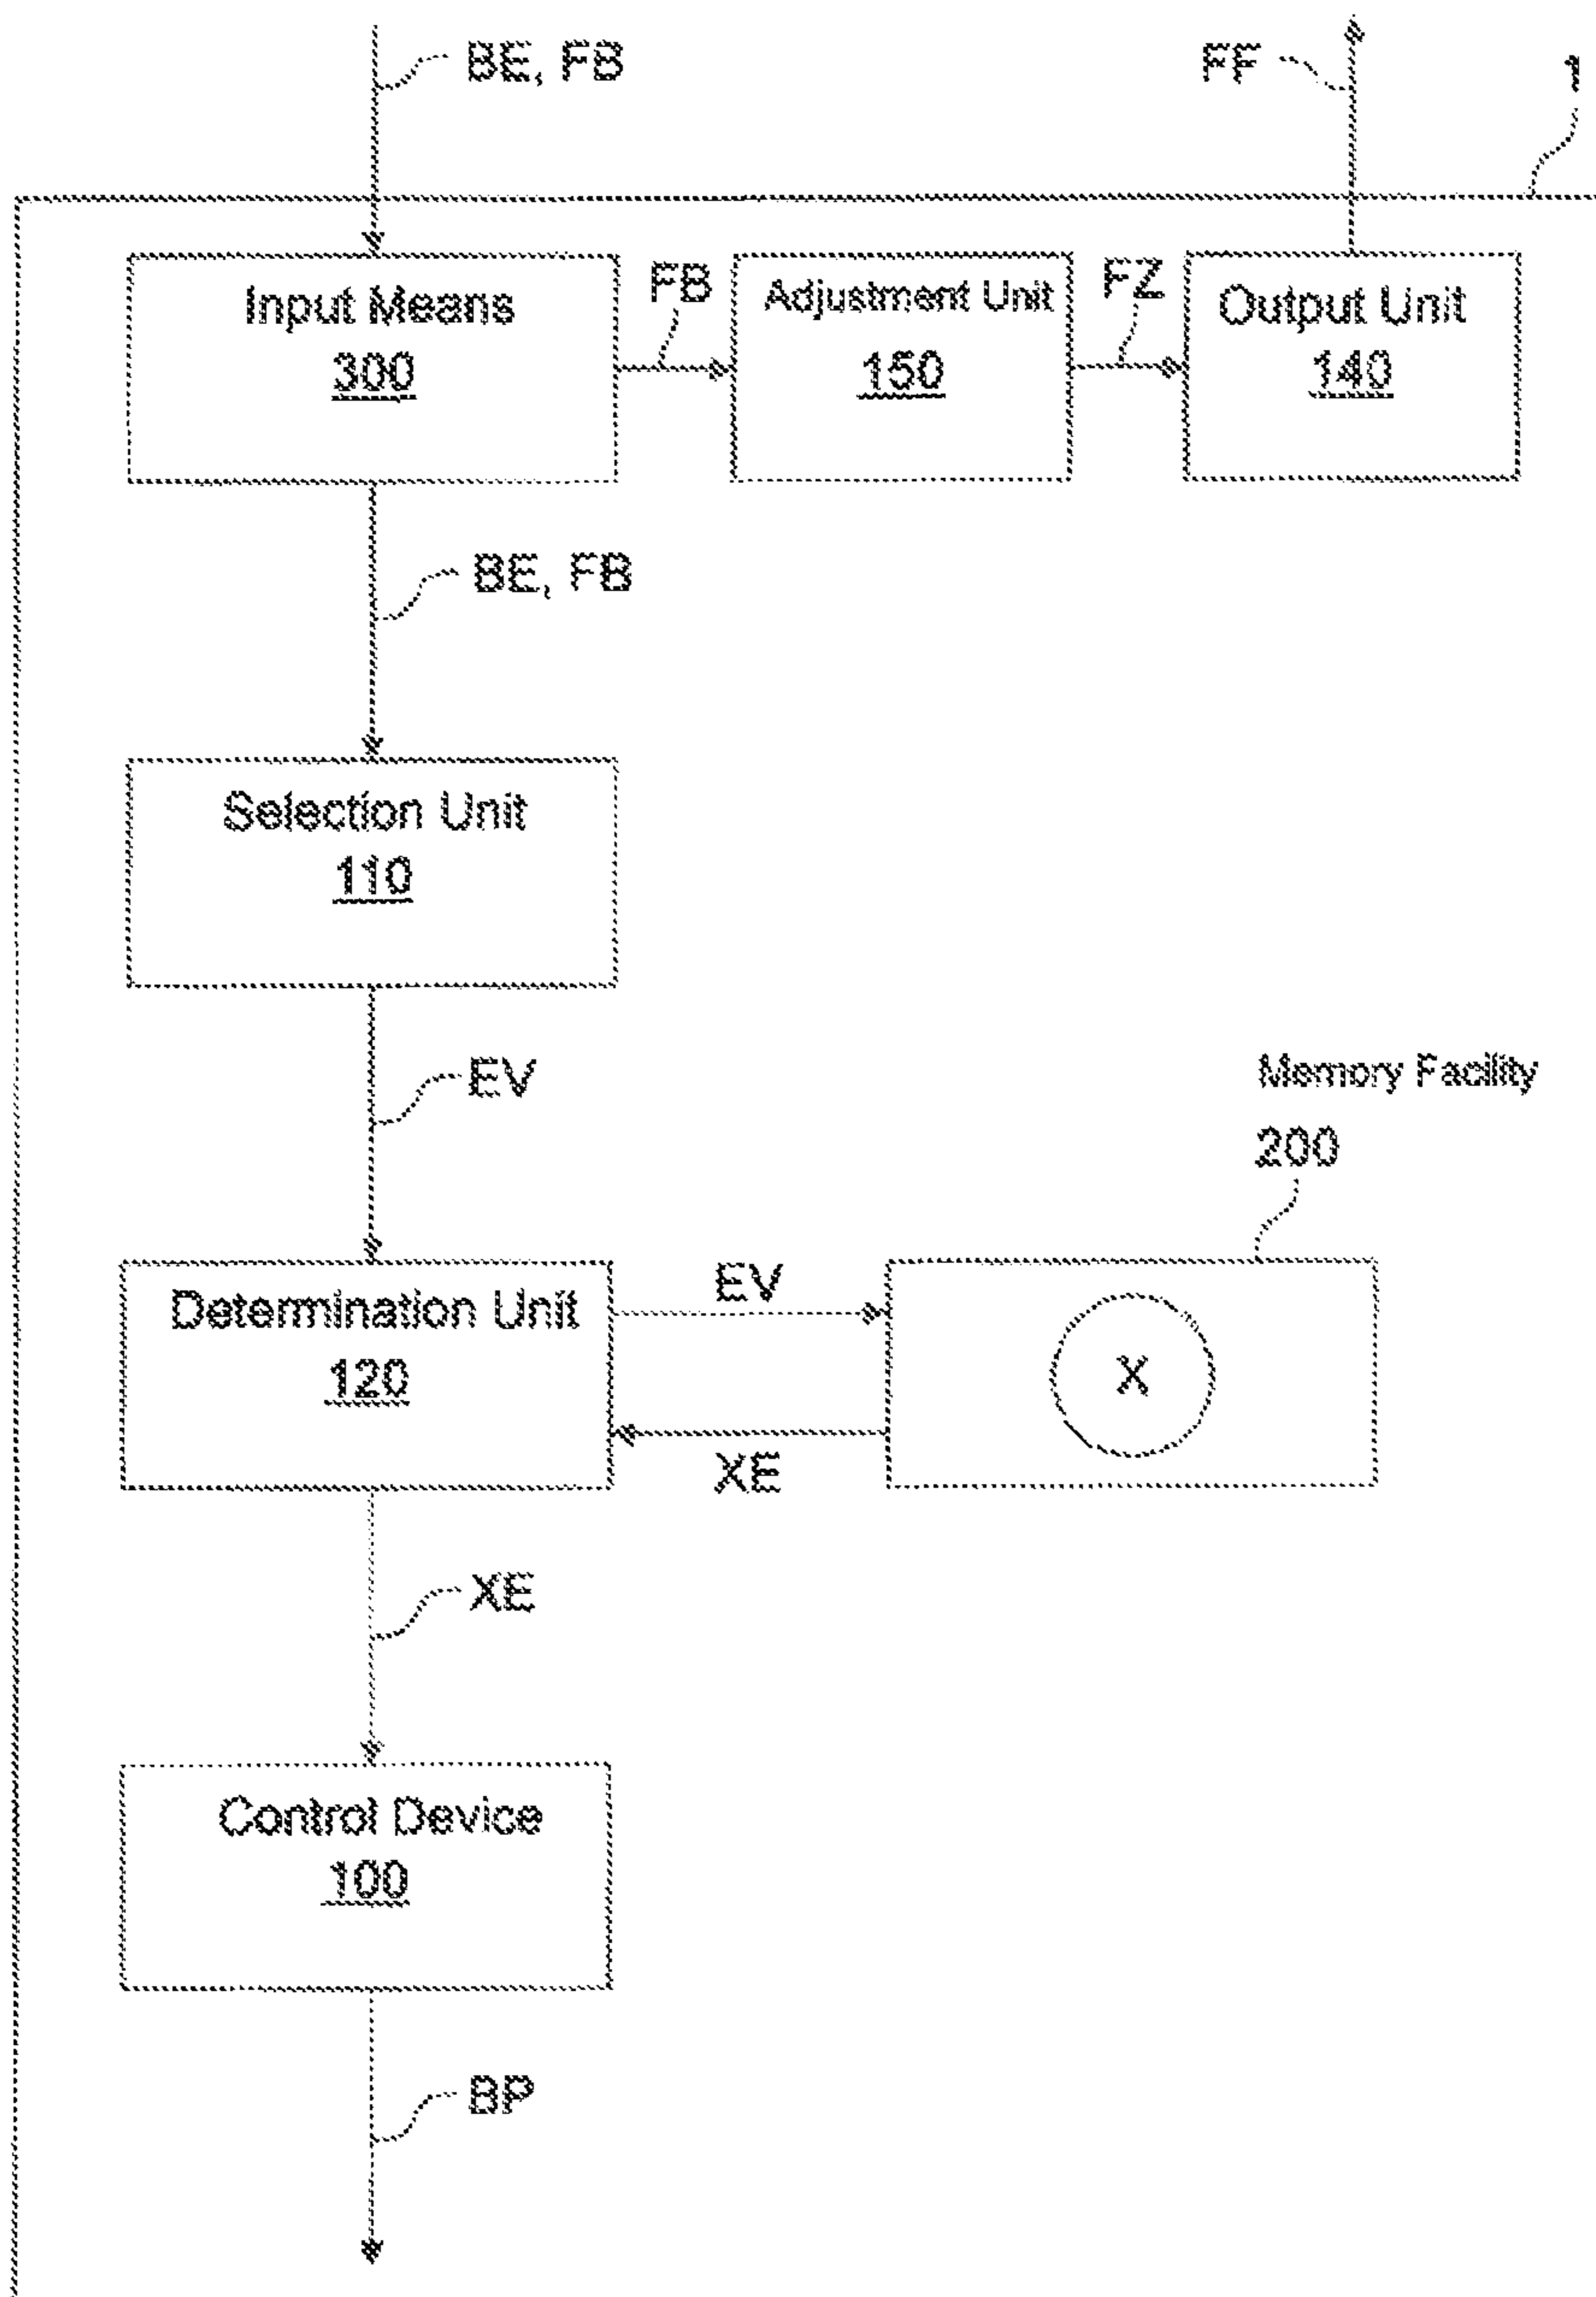 BE, FB
FF
1
Input Means
300
FB
Adjustment Unit
150
FZ
Output Unit
140
BE, FB
Selection Unit
110
EV
Memory Facility
200
Determination Unit
120
EV
X
XE
XE
Control Device
100
BP